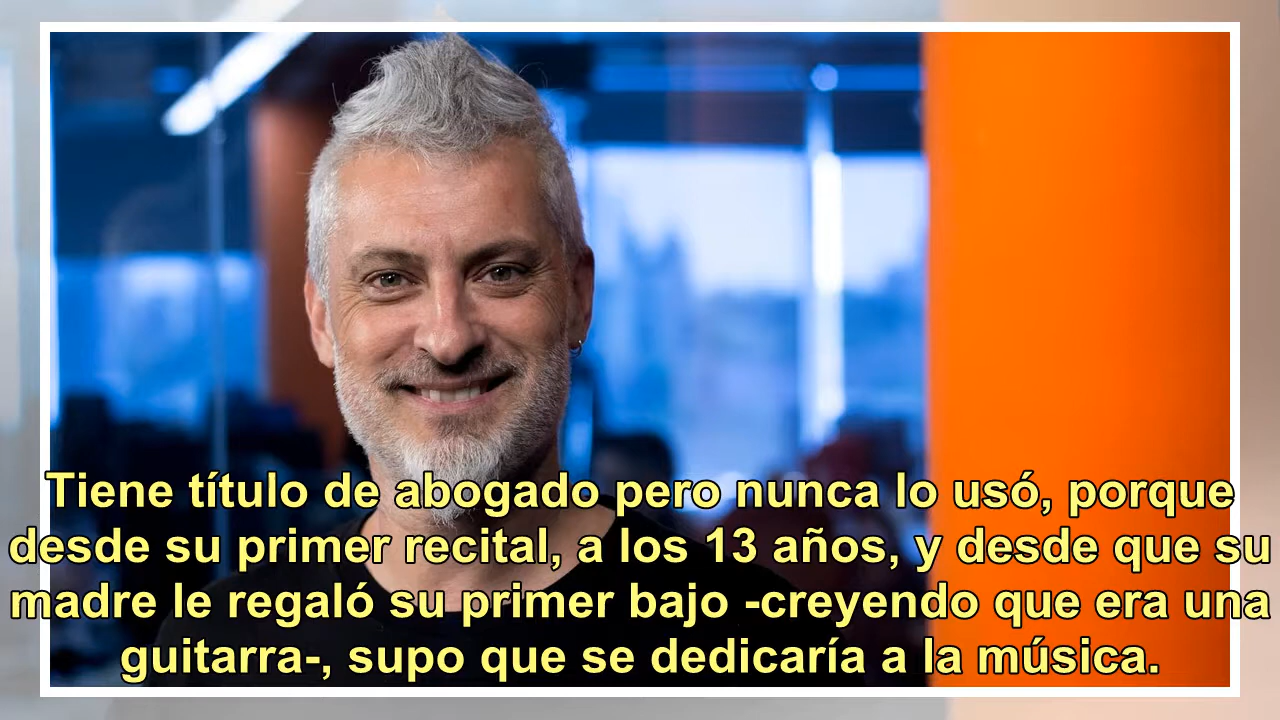 Tiene título de abogado pero nunca lo usó, porque
desde su primer recital, a los 13 años, y desde que su
madre le regaló su primer bajo -creyendo que era una
guitarra-, supo que se dedicaría a la música.